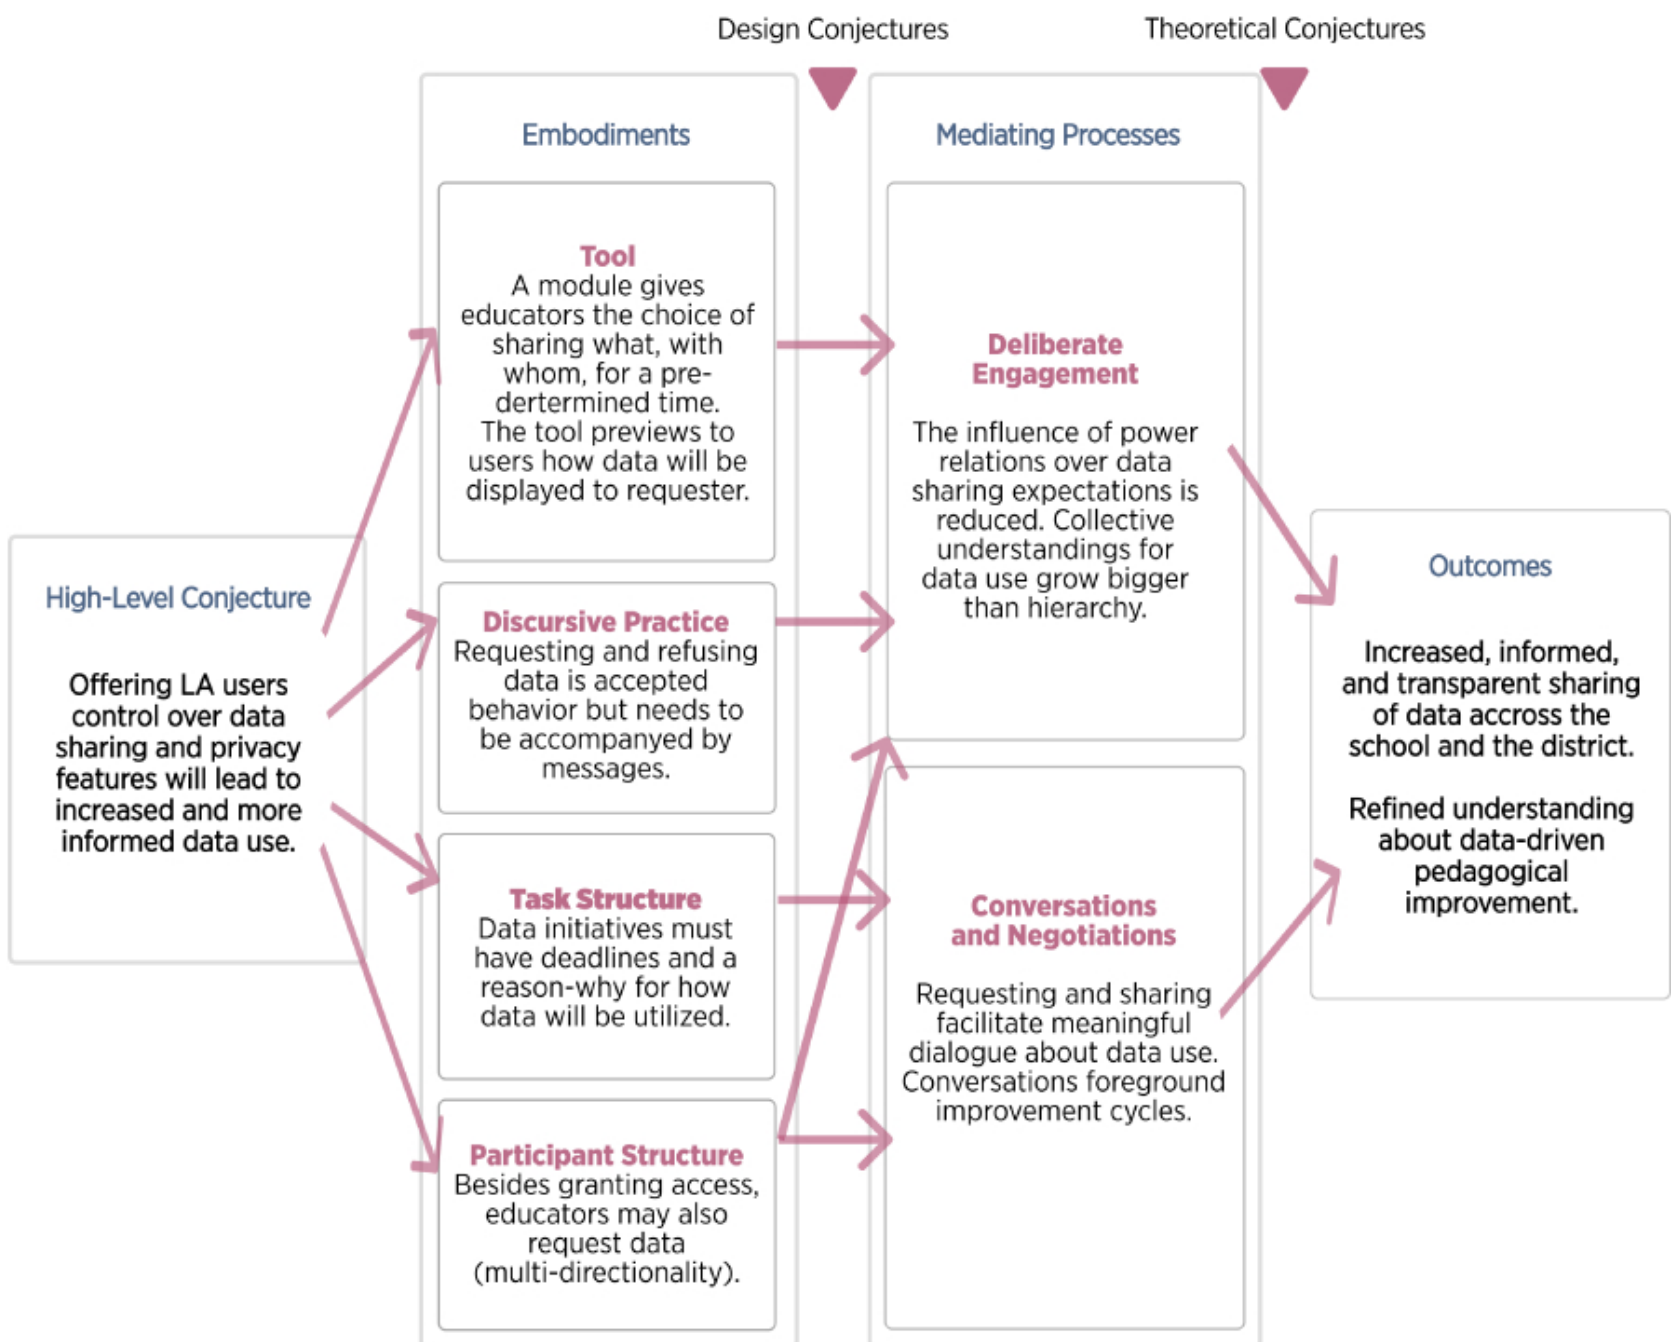 Design Conjectures
Theoretical Conjectures
High-Level Conjecture
Offering LA users
control over data
sharing and privacy
features will lead to
increased and more
informed data use.
Embodiments
Tool
A module gives
educators the choice of
sharing what, with
whom, for a pre-
dertermined time.
The tool previews to
users how data will be
displayed to requester.
Discursive Practice
Requesting and refusing
data is accepted
behavior but needs to
be accompanyed by
messages.
Task Structure
Data initiatives must
have deadlines and a
reason-why for how
data will be utilized.
Participant Structure
Besides granting access,
educators may also
request data
(multi-directionality).
Mediating Processes
Deliberate
Engagement
The influence of power
relations over data
sharing expectations is
reduced. Collective
understandings for
data use grow bigger
than hierarchy.
Conversations
and Negotiations
Requesting and sharing
facilitate meaningful
dialogue about data use.
Conversations foreground
improvement cycles.
Outcomes
Increased, informed,
and transparent sharing
of data accross the
school and the district.
Refined understanding
about data-driven
pedagogical
improvement.